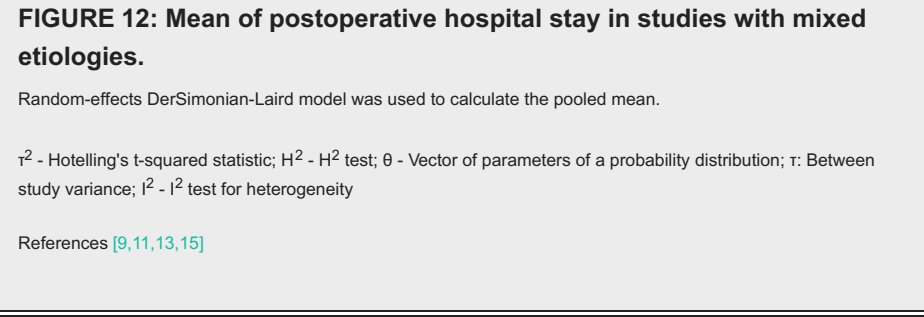 FIGURE 12: Mean of postoperative hospital stay in studies with mixed
etiologies.
Random-effects DerSimonian-Laird model was used to calculate the pooled mean.
τ² - Hotelling's t-squared statistic; H² - H² test; θ - Vector of parameters of a probability distribution; τ: Between
study variance; I² - I² test for heterogeneity
References [9,11,13,15]